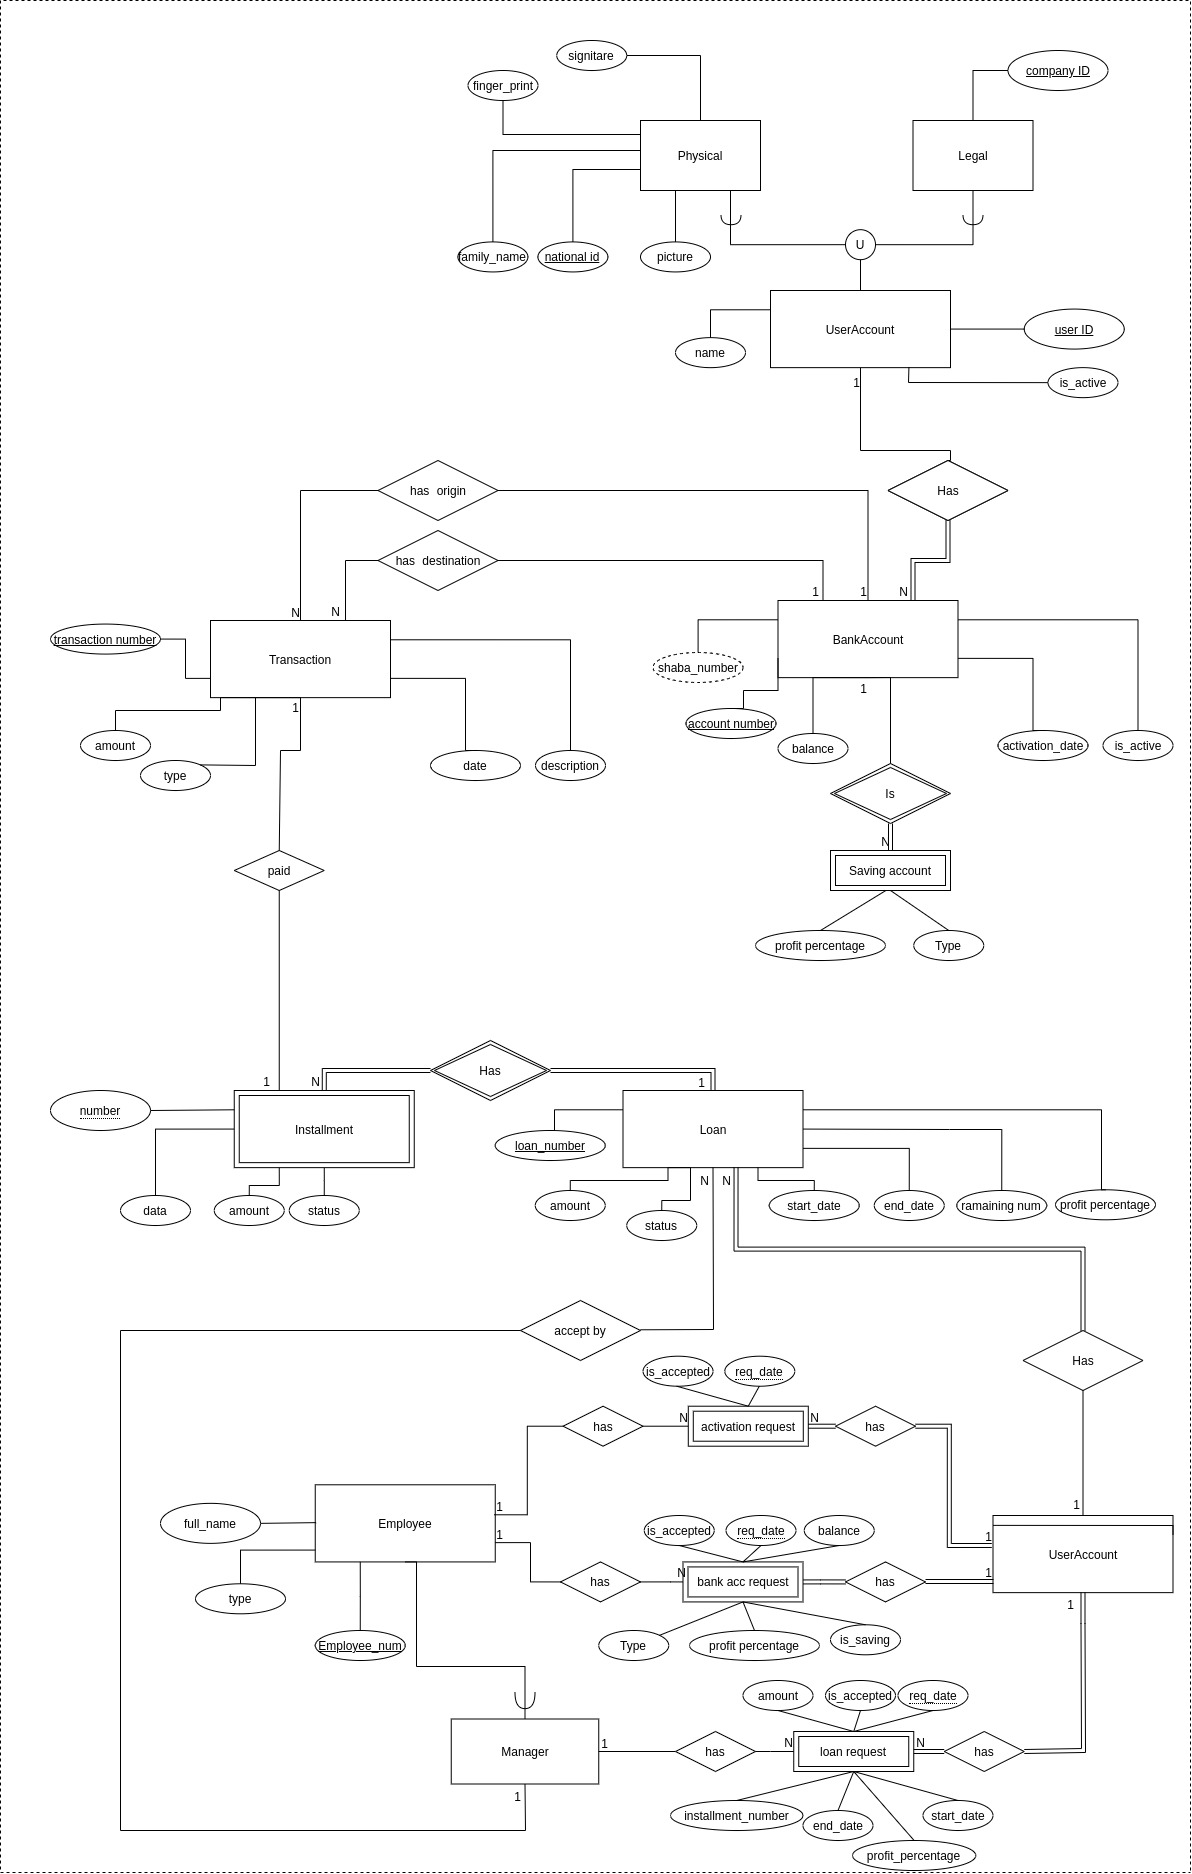 signitare
company ID
finger_print
Physical
Legal
family_name
national id
picture
U
UserAccount
user ID
name
is_active
1
has origin
Has
has destination
N
N
1
1
N
transaction number
Transaction
BankAccount
shaba_number
1
1
account number
amount
type
date
description
balance
activation_date
is_active
Is
N
paid
Saving account
profit percentage
Type
Has
1
N
1
number
Installment
Loan
loan_number
data
amount
status
N
N
amount
status
start_date
end_date
ramaining num
profit percentage
accept by
Has
is_accepted
req_date
has
N
activation request
N
has
1
1
full_name
Employee
1
is_accepted
req_date
balance
1
UserAccount
type
has
N
bank acc request
has
1
1
Employee_num
Type
profit percentage
is_saving
amount
is_accepted
req_date
Manager
1
has
N
loan request
N
has
1
installment_number
end_date
start_date
profit_percentage